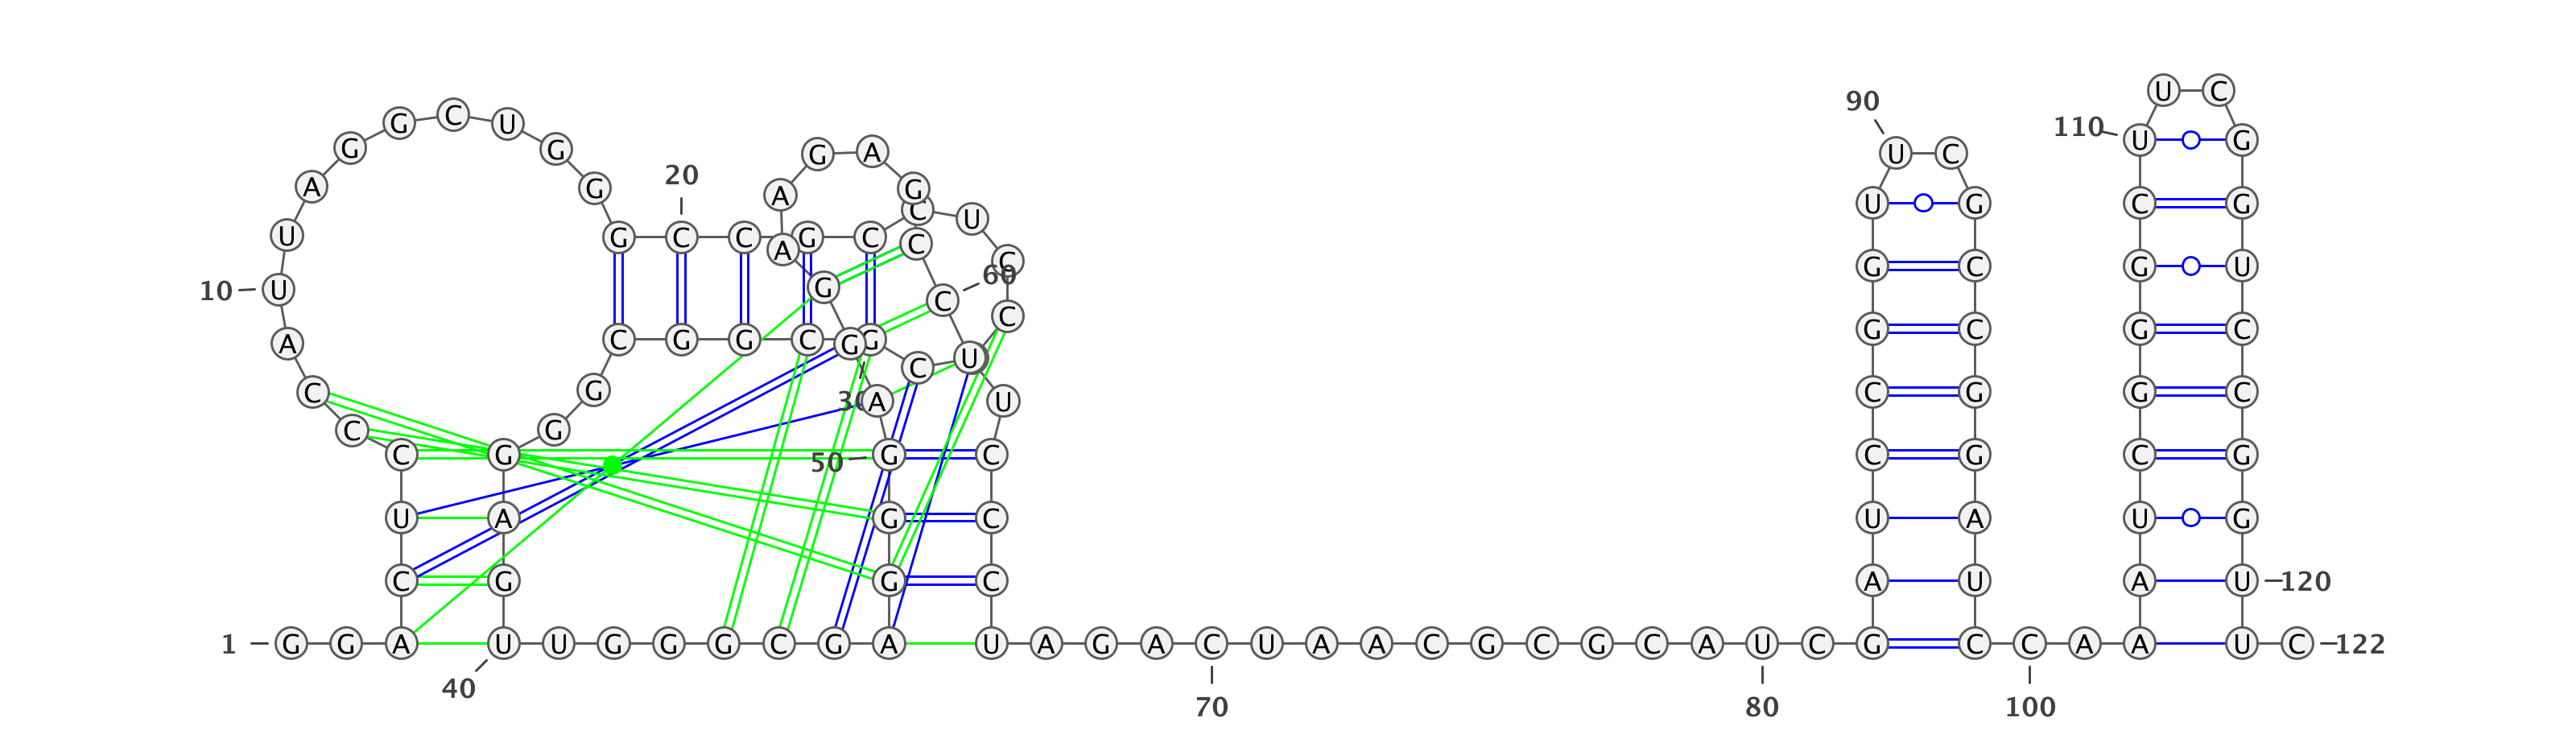 U C
90
G C U 110
U G
G G G A U C
20
A G A G
U G C G
C U
U G C C G C
A C
C G C G U
60
10 U G
C
C
G C G C
A C G G C G G
U
C
C G C G G C
30 A U
C G
C G 50 G C C G C G
U A G C U A U G
C G G C A U A U 120
1 G G A U U G G G C G A U A G A C U A A C G C G C A U C G C C A A A U C 122
40
70 80 100